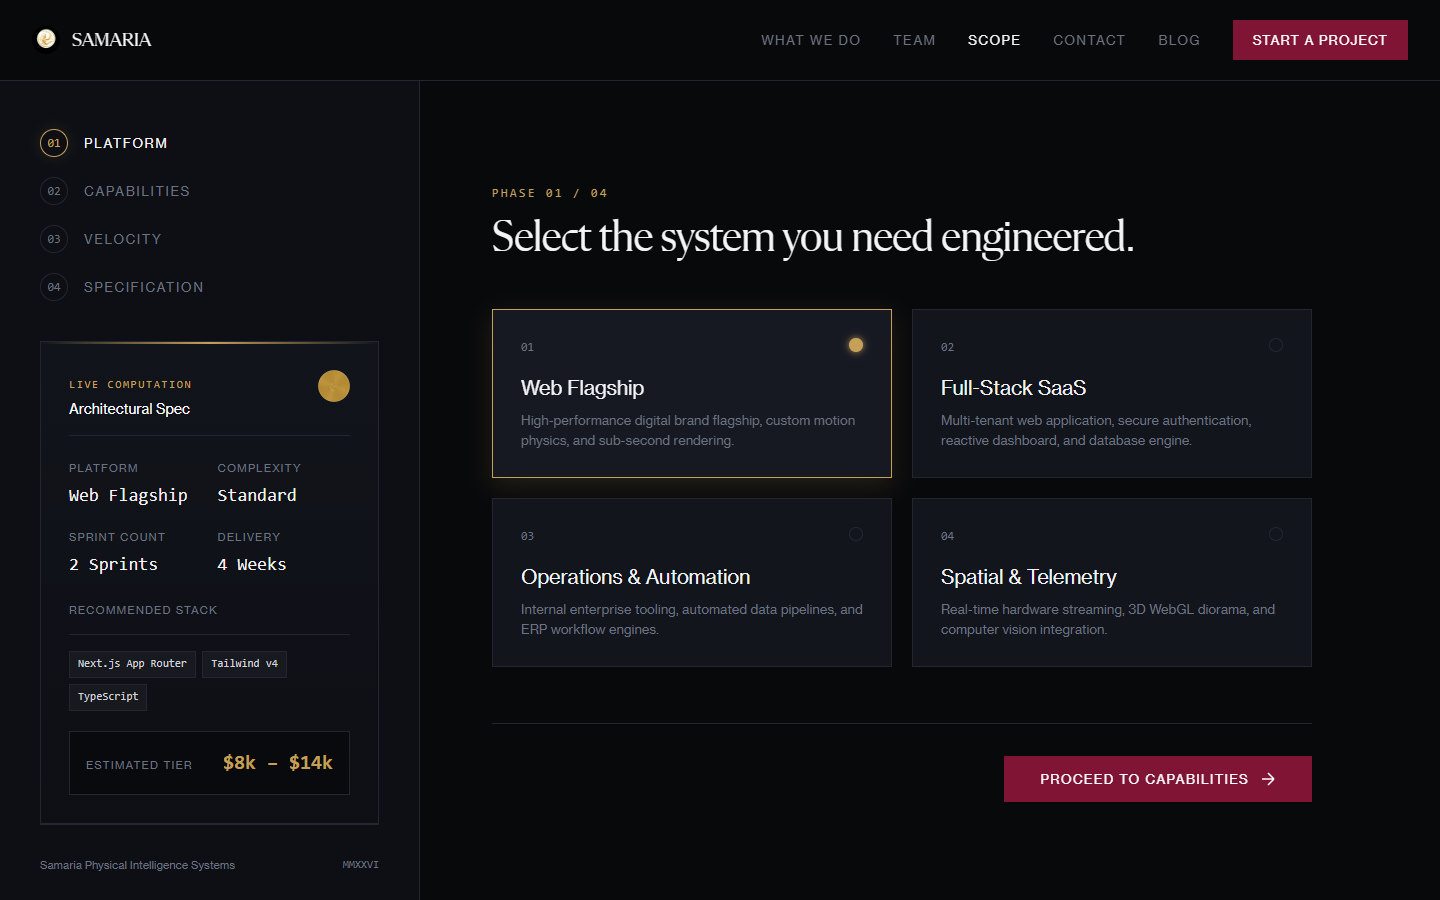 SAMARIA
WHAT WE DO
TEAM
SCOPE
CONTACT
BLOG
START A PROJECT
01 PLATFORM
02 CAPABILITIES
03 VELOCITY
04 SPECIFICATION
LIVE COMPUTATION
Architectural Spec
PLATFORM
Web Flagship
COMPLEXITY
Standard
SPRINT COUNT
2 Sprints
DELIVERY
4 Weeks
RECOMMENDED STACK
Next.js App Router
Tailwind v4
TypeScript
ESTIMATED TIER
$8k – $14k
Samaria Physical Intelligence Systems
MMXXVI
PHASE 01 / 04
Select the system you need engineered.
01
Web Flagship
High-performance digital brand flagship, custom motion
physics, and sub-second rendering.
02
Full-Stack SaaS
Multi-tenant web application, secure authentication,
reactive dashboard, and database engine.
03
Operations & Automation
Internal enterprise tooling, automated data pipelines, and
ERP workflow engines.
04
Spatial & Telemetry
Real-time hardware streaming, 3D WebGL diorama, and
computer vision integration.
PROCEED TO CAPABILITIES →